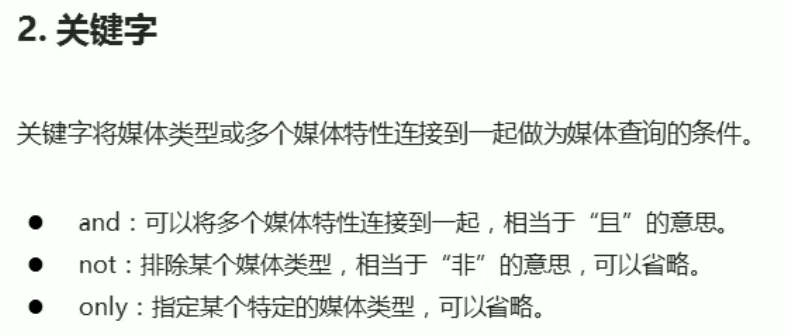 2. 关键字
关键字将媒体类型或多个媒体特性连接到一起做为媒体查询的条件。
● and：可以将多个媒体特性连接到一起，相当于“且”的意思。
● not：排除某个媒体类型，相当于“非”的意思，可以省略。
● only：指定某个特定的媒体类型，可以省略。